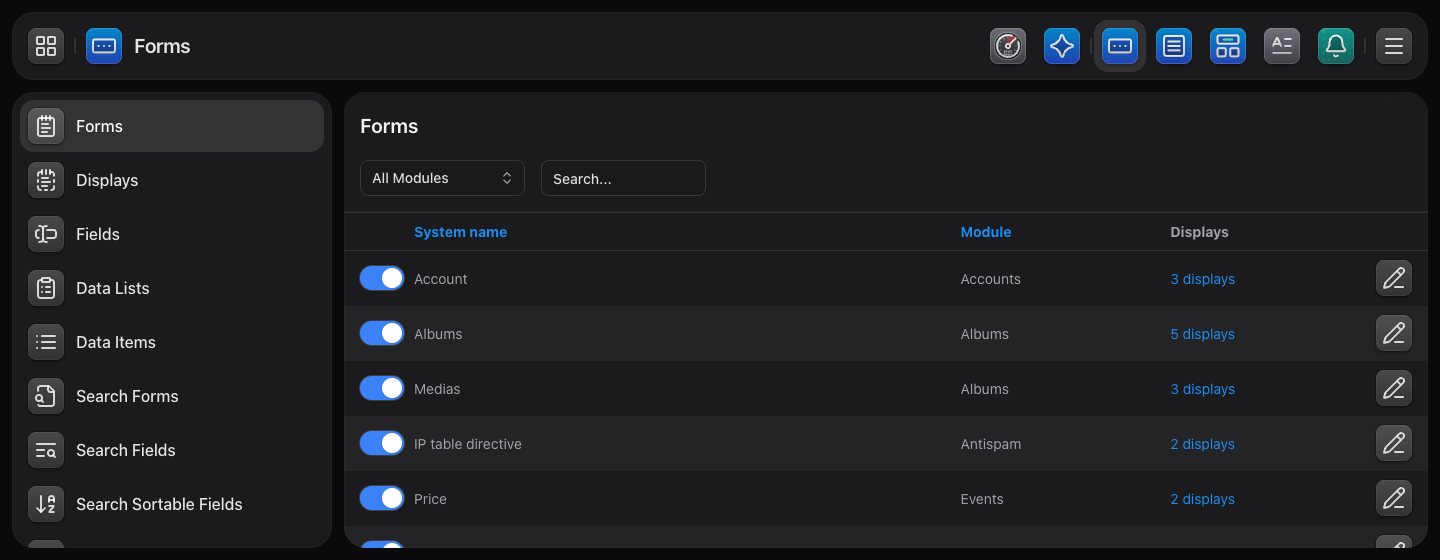 Forms
Forms
Displays
Fields
Data Lists
Data Items
Search Forms
Search Fields
Search Sortable Fields
Forms
All Modules Search...
System name Module Displays
Account Accounts 3 displays
Albums Albums 5 displays
Medias Albums 3 displays
IP table directive Antispam 2 displays
Price Events 2 displays